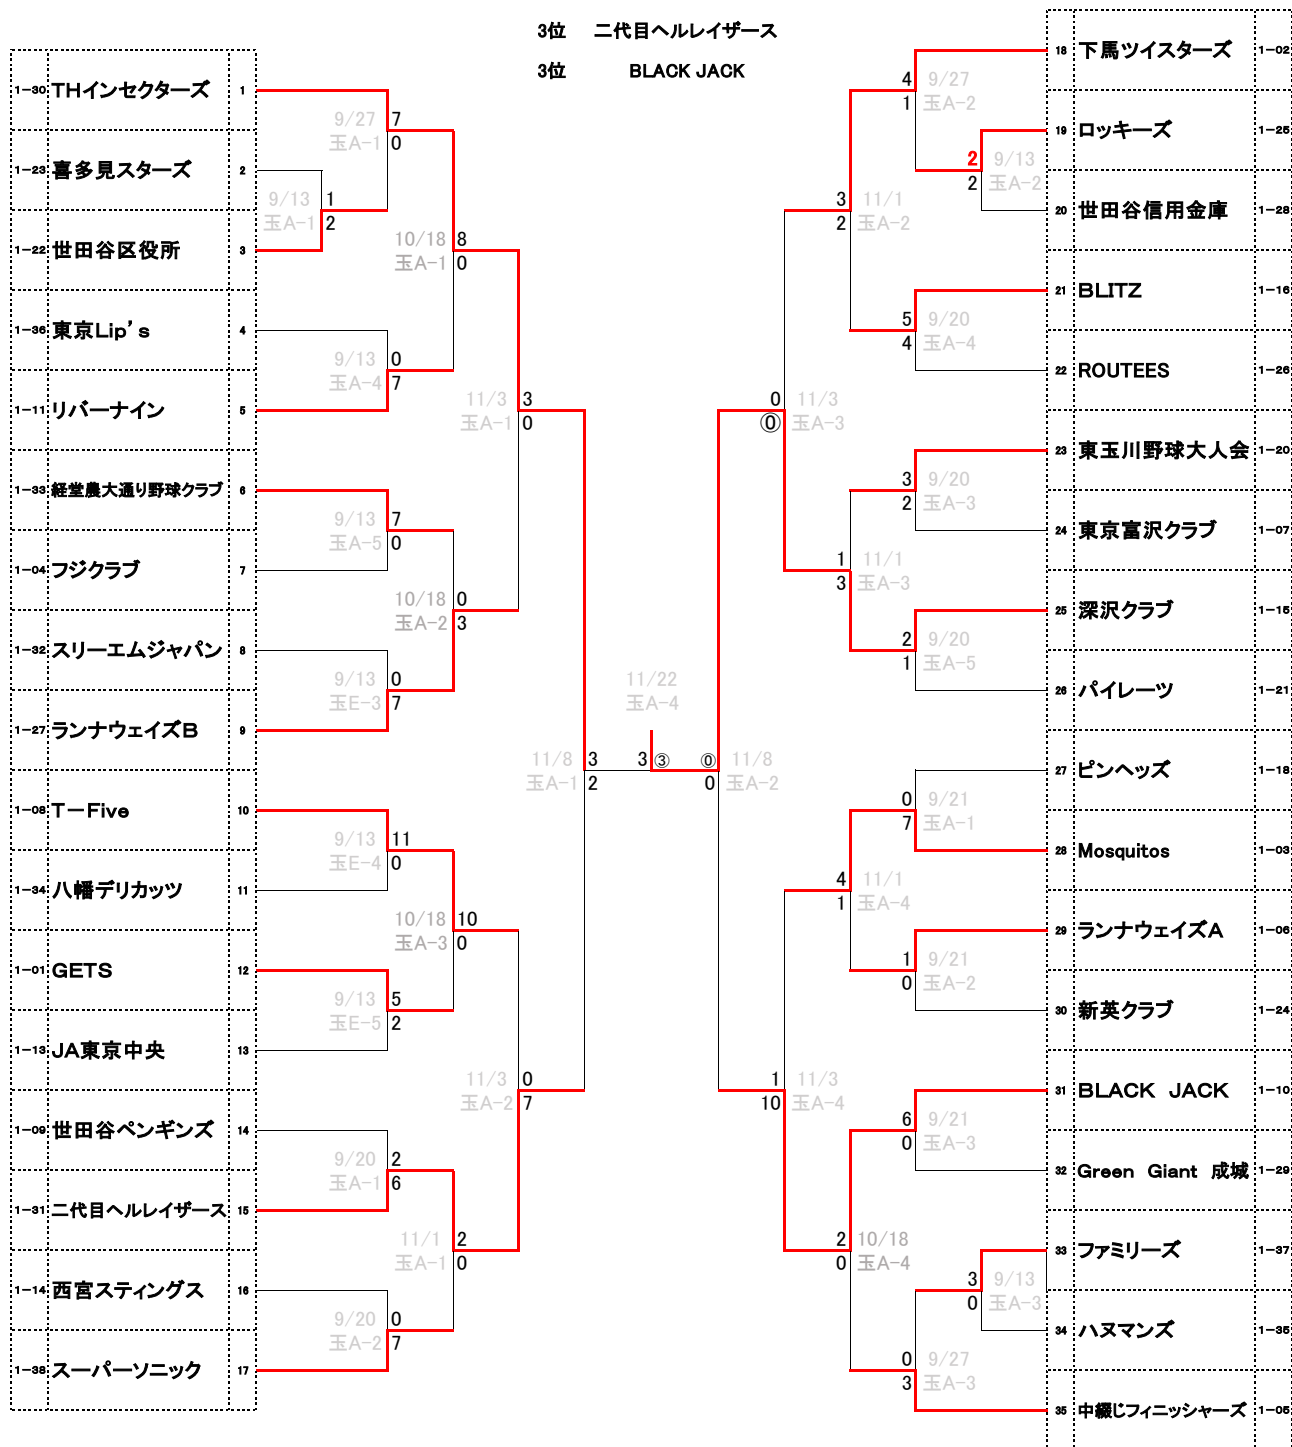 3位 二代目ヘルレイザース
3位 BLACK JACK
1-30 THインセクターズ 1
1-23 喜多見スターズ 2
1-22 世田谷区役所 3
1-36 東京Lip's 4
1-11 リバーナイン 5
1-33 経堂農大通り野球クラブ 6
1-04 フジクラブ 7
1-32 スリーエムジャパン 8
1-27 ランナウェイズB 9
1-08 T-Five 10
1-34 八幡デリカッツ 11
1-01 GETS 12
1-13 JA東京中央 13
1-09 世田谷ペンギンズ 14
1-31 二代目ヘルレイザース 15
1-14 西宮スティングス 16
1-38 スーパーソニック 17
9/27 7
玉A-1 0
9/13 1
玉A-1 2
10/18 8
玉A-1 0
9/13 0
玉A-4 7
11/3 3
玉A-1 0
9/13 7
玉A-5 0
10/18 0
玉A-2 3
9/13 0
玉E-3 7
11/8 3
玉A-1 2
9/13 11
玉E-4 0
10/18 10
玉A-3 0
9/13 5
玉E-5 2
11/3 0
玉A-2 7
9/20 2
玉A-1 6
11/1 2
玉A-1 0
9/20 0
玉A-2 7
11/22
玉A-4
3 ③ ⓪
11/8
0 玉A-2
4 9/27
1 玉A-2
2 9/13
2 玉A-2
3 11/1
2 玉A-2
5 9/20
4 玉A-4
0 11/3
⓪ 玉A-3
3 9/20
2 玉A-3
1 11/1
3 玉A-3
2 9/20
1 玉A-5
0 9/21
7 玉A-1
4 11/1
1 玉A-4
1 9/21
0 玉A-2
1 11/3
10 玉A-4
6 9/21
0 玉A-3
2 10/18
0 玉A-4
3 9/13
0 玉A-3
0 9/27
3 玉A-3
18 下馬ツイスターズ 1-02
19 ロッキーズ 1-25
20 世田谷信用金庫 1-28
21 BLITZ 1-16
22 ROUTEES 1-26
23 東玉川野球大人会 1-20
24 東京富沢クラブ 1-07
25 深沢クラブ 1-15
26 パイレーツ 1-21
27 ピンヘッズ 1-18
28 Mosquitos 1-03
29 ランナウェイズA 1-06
30 新英クラブ 1-24
31 BLACK JACK 1-10
32 Green Giant 成城 1-29
33 ファミリーズ 1-37
34 ハヌマンズ 1-35
35 中綴じフィニッシャーズ 1-05